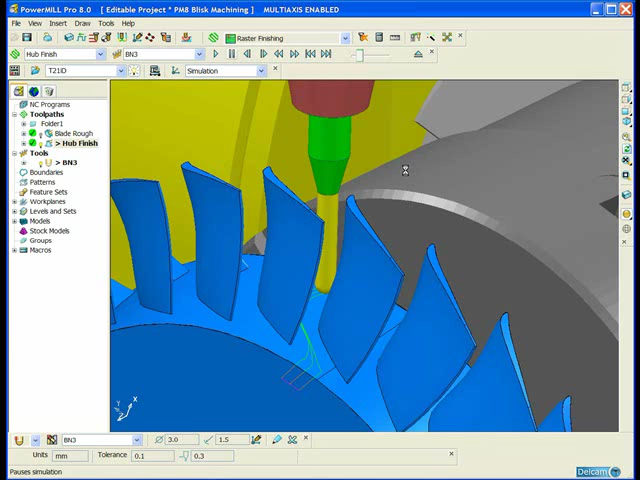 PowerMILL Pro 8.0 [ Editable Project * PM8 Blisk Machining ] MULTIAXIS ENABLED
File View Insert Draw Tools Help
Raster Finishing
Hub Finish BN3
T21ID Simulation
NC Programs
Toolpaths
Folder1
Blade Rough
> Hub Finish
Tools
> BN3
Boundaries
Patterns
Feature Sets
Workplanes
Levels and Sets
Models
Stock Models
Groups
Macros
Y X
Z
BN3 3.0 1.5
Units mm Tolerance 0.1 0.3
Pauses simulation Delcam